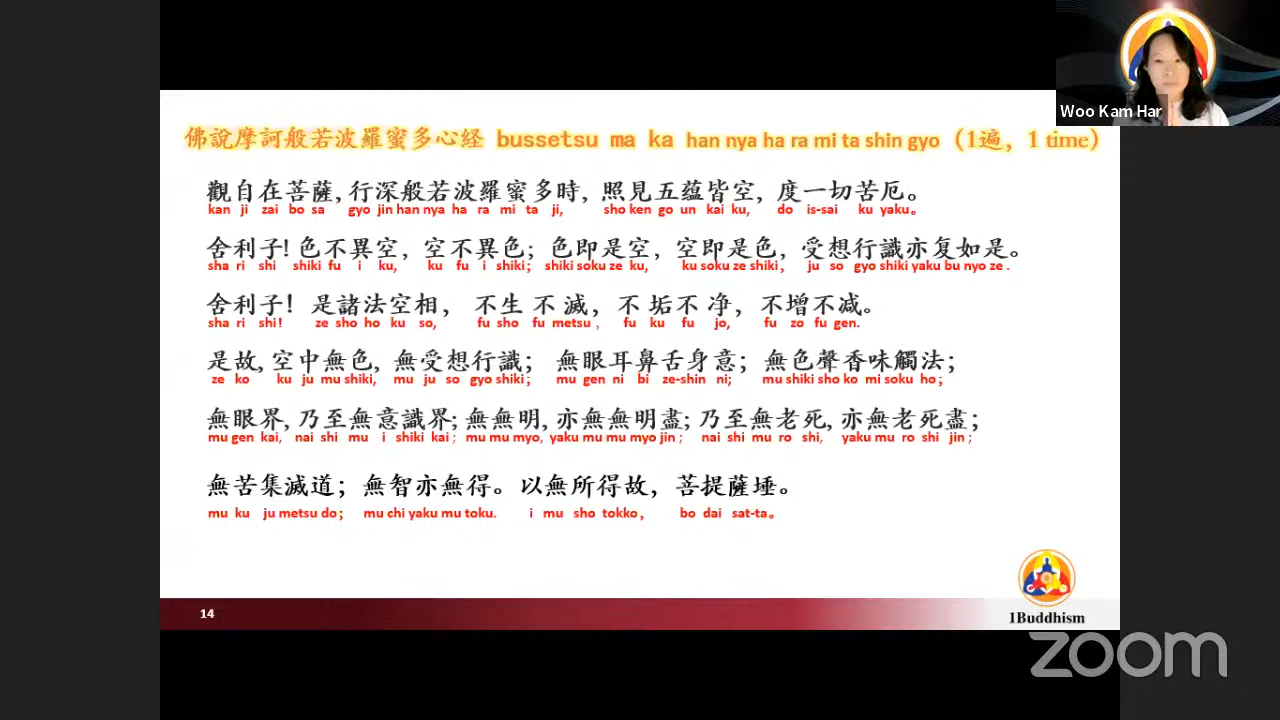 Woo Kam Har
佛說摩訶般若波羅蜜多心経 bussetsu ma ka han nya ha ra mi ta shin gyo (1遍, 1 time)
觀自在菩薩, 行深般若波羅蜜多時, 照見五蘊皆空, 度一切苦厄。
kan ji zai bo sa gyo jin han nya ha ra mi ta ji, sho ken go un kai ku, do is-sai ku yaku。
舍利子! 色不異空, 空不異色; 色即是空, 空即是色, 受想行識亦复如是。
sha ri shi shiki fu i ku, ku fu i shiki; shiki soku ze ku, ku soku ze shiki, ju so gyo shiki yaku bu nyo ze .
舍利子! 是諸法空相, 不生不滅, 不垢不净, 不增不减。
sha ri shi! ze sho ho ku so, fu sho fu metsu , fu ku fu jo, fu zo fu gen.
是故, 空中無色, 無受想行識; 無眼耳鼻舌身意; 無色聲香味觸法;
ze ko ku ju mu shiki, mu ju so gyo shiki; mu gen ni bi ze-shin ni; mu shiki sho ko mi soku ho;
無眼界, 乃至無意識界; 無無明, 亦無無明盡; 乃至無老死, 亦無老死盡;
mu gen kai, nai shi mu i shiki kai ; mu mu myo, yaku mu mu myo jin ; nai shi mu ro shi, yaku mu ro shi jin ;
無苦集滅道; 無智亦無得。以無所得故, 菩提薩埵。
mu ku ju metsu do; mu chi yaku mu toku. i mu sho tokko, bo dai sat-ta。
14
1Buddhism
zoom